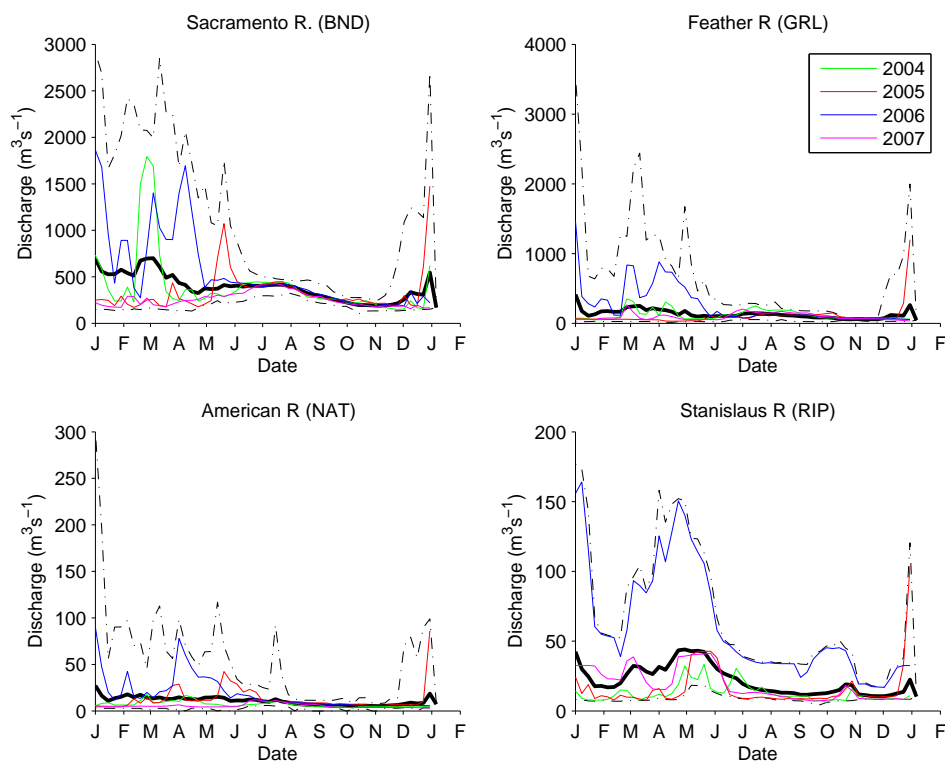 Sacramento R. (BND)
Discharge (m³s⁻¹)
3000
2500
2000
1500
1000
500
0
J F M A M J J A S O N D J F
Date
Feather R (GRL)
Discharge (m³s⁻¹)
4000
3000
2000
1000
0
J F M A M J J A S O N D J F
Date
2004
2005
2006
2007
American R (NAT)
Discharge (m³s⁻¹)
300
250
200
150
100
50
0
J F M A M J J A S O N D J F
Date
Stanislaus R (RIP)
Discharge (m³s⁻¹)
200
150
100
50
0
J F M A M J J A S O N D J F
Date